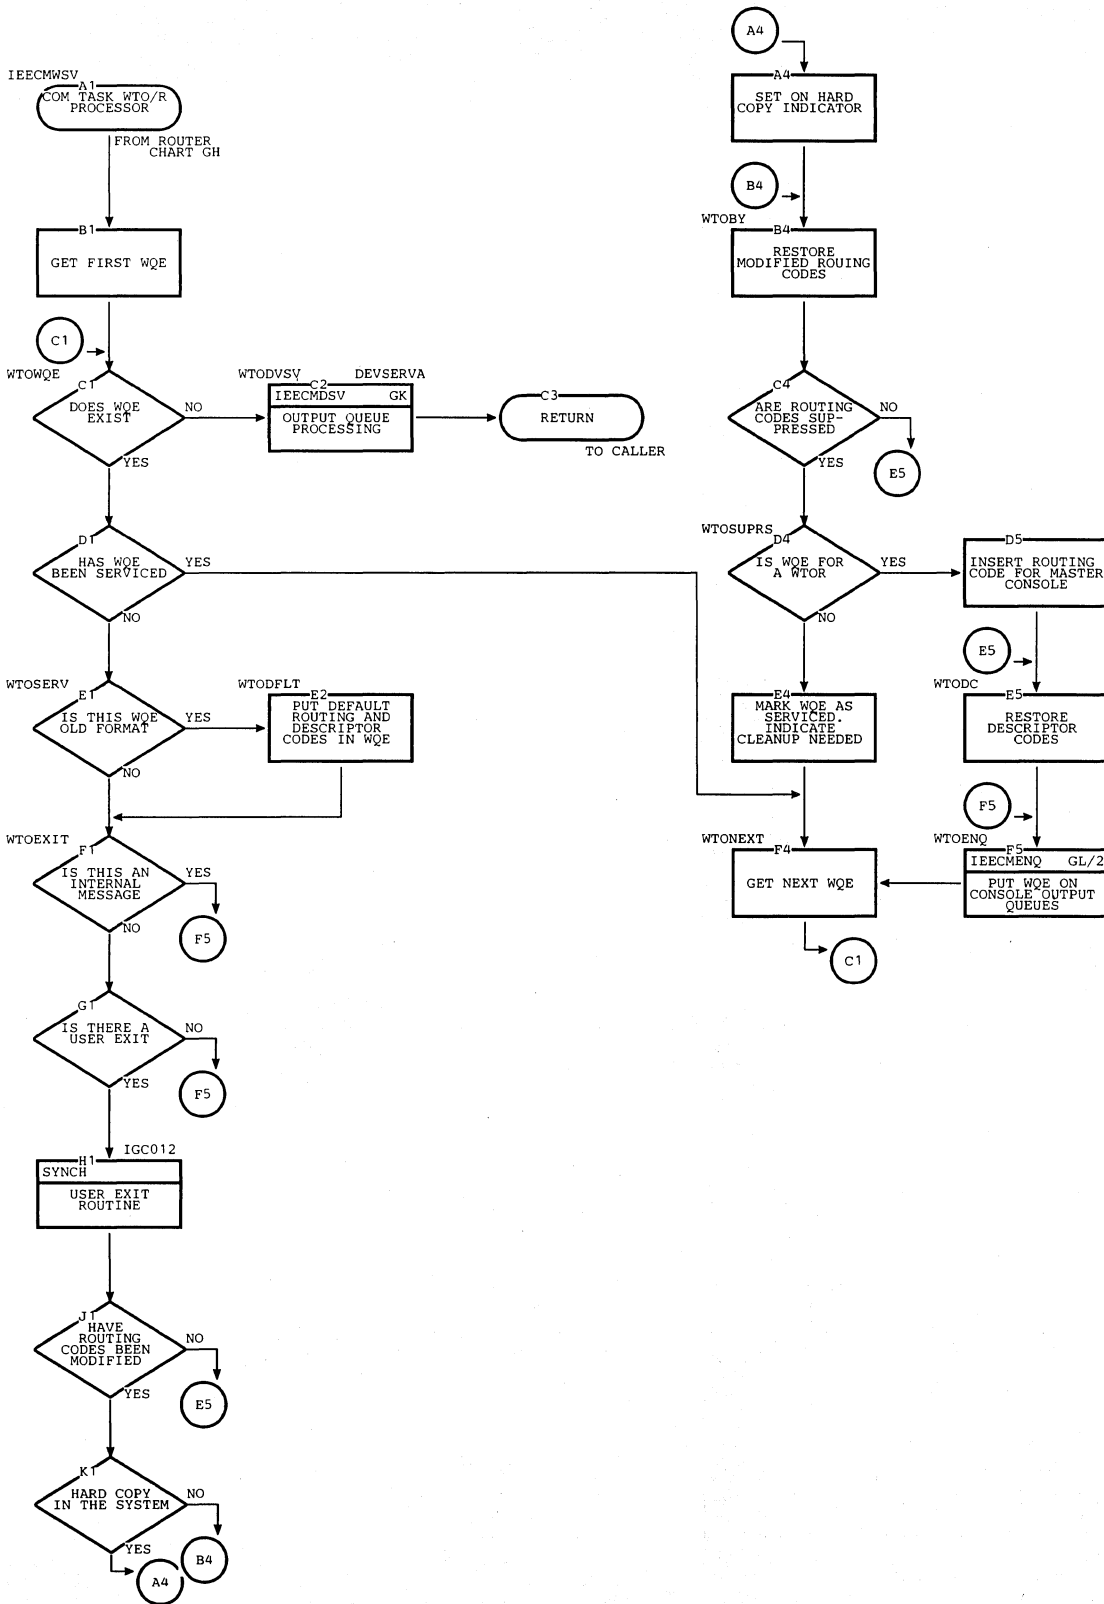 IEECMWSV
A1
COM TASK WTO/R
PROCESSOR
FROM ROUTER
CHART GH
B1
GET FIRST WQE
C1
WTOWQE
C1
DOES WQE
EXIST
NO
YES
WTODVSV
DEVSERVA
C2
IEECMDSV GK
OUTPUT QUEUE
PROCESSING
C3
RETURN
TO CALLER
D1
HAS WQE
BEEN SERVICED
YES
NO
WTOSERV
E1
IS THIS WQE
OLD FORMAT
YES
NO
WTODFLT
E2
PUT DEFAULT
ROUTING AND
DESCRIPTOR
CODES IN WQE
WTOEXIT
F1
IS THIS AN
INTERNAL
MESSAGE
YES
NO
F5
G1
IS THERE A
USER EXIT
NO
YES
F5
IGC012
H1
SYNCH
USER EXIT
ROUTINE
J1
HAVE
ROUTING
CODES BEEN
MODIFIED
NO
YES
E5
K1
HARD COPY
IN THE SYSTEM
NO
YES
B4
A4
A4
A4
SET ON HARD
COPY INDICATOR
B4
WTOBY
B4
RESTORE
MODIFIED ROUING
CODES
C4
ARE ROUTING
CODES SUP-
PRESSED
NO
YES
E5
WTOSUPRS
D4
IS WQE FOR
A WTOR
YES
NO
D5
INSERT ROUTING
CODE FOR MASTER
CONSOLE
E5
WTODC
E4
MARK WQE AS
SERVICED.
INDICATE
CLEANUP NEEDED
E5
RESTORE
DESCRIPTOR
CODES
F5
WTONEXT
F4
GET NEXT WQE
WTOENQ
F5
IEECMENQ GL/2
PUT WQE ON
CONSOLE OUTPUT
QUEUES
C1